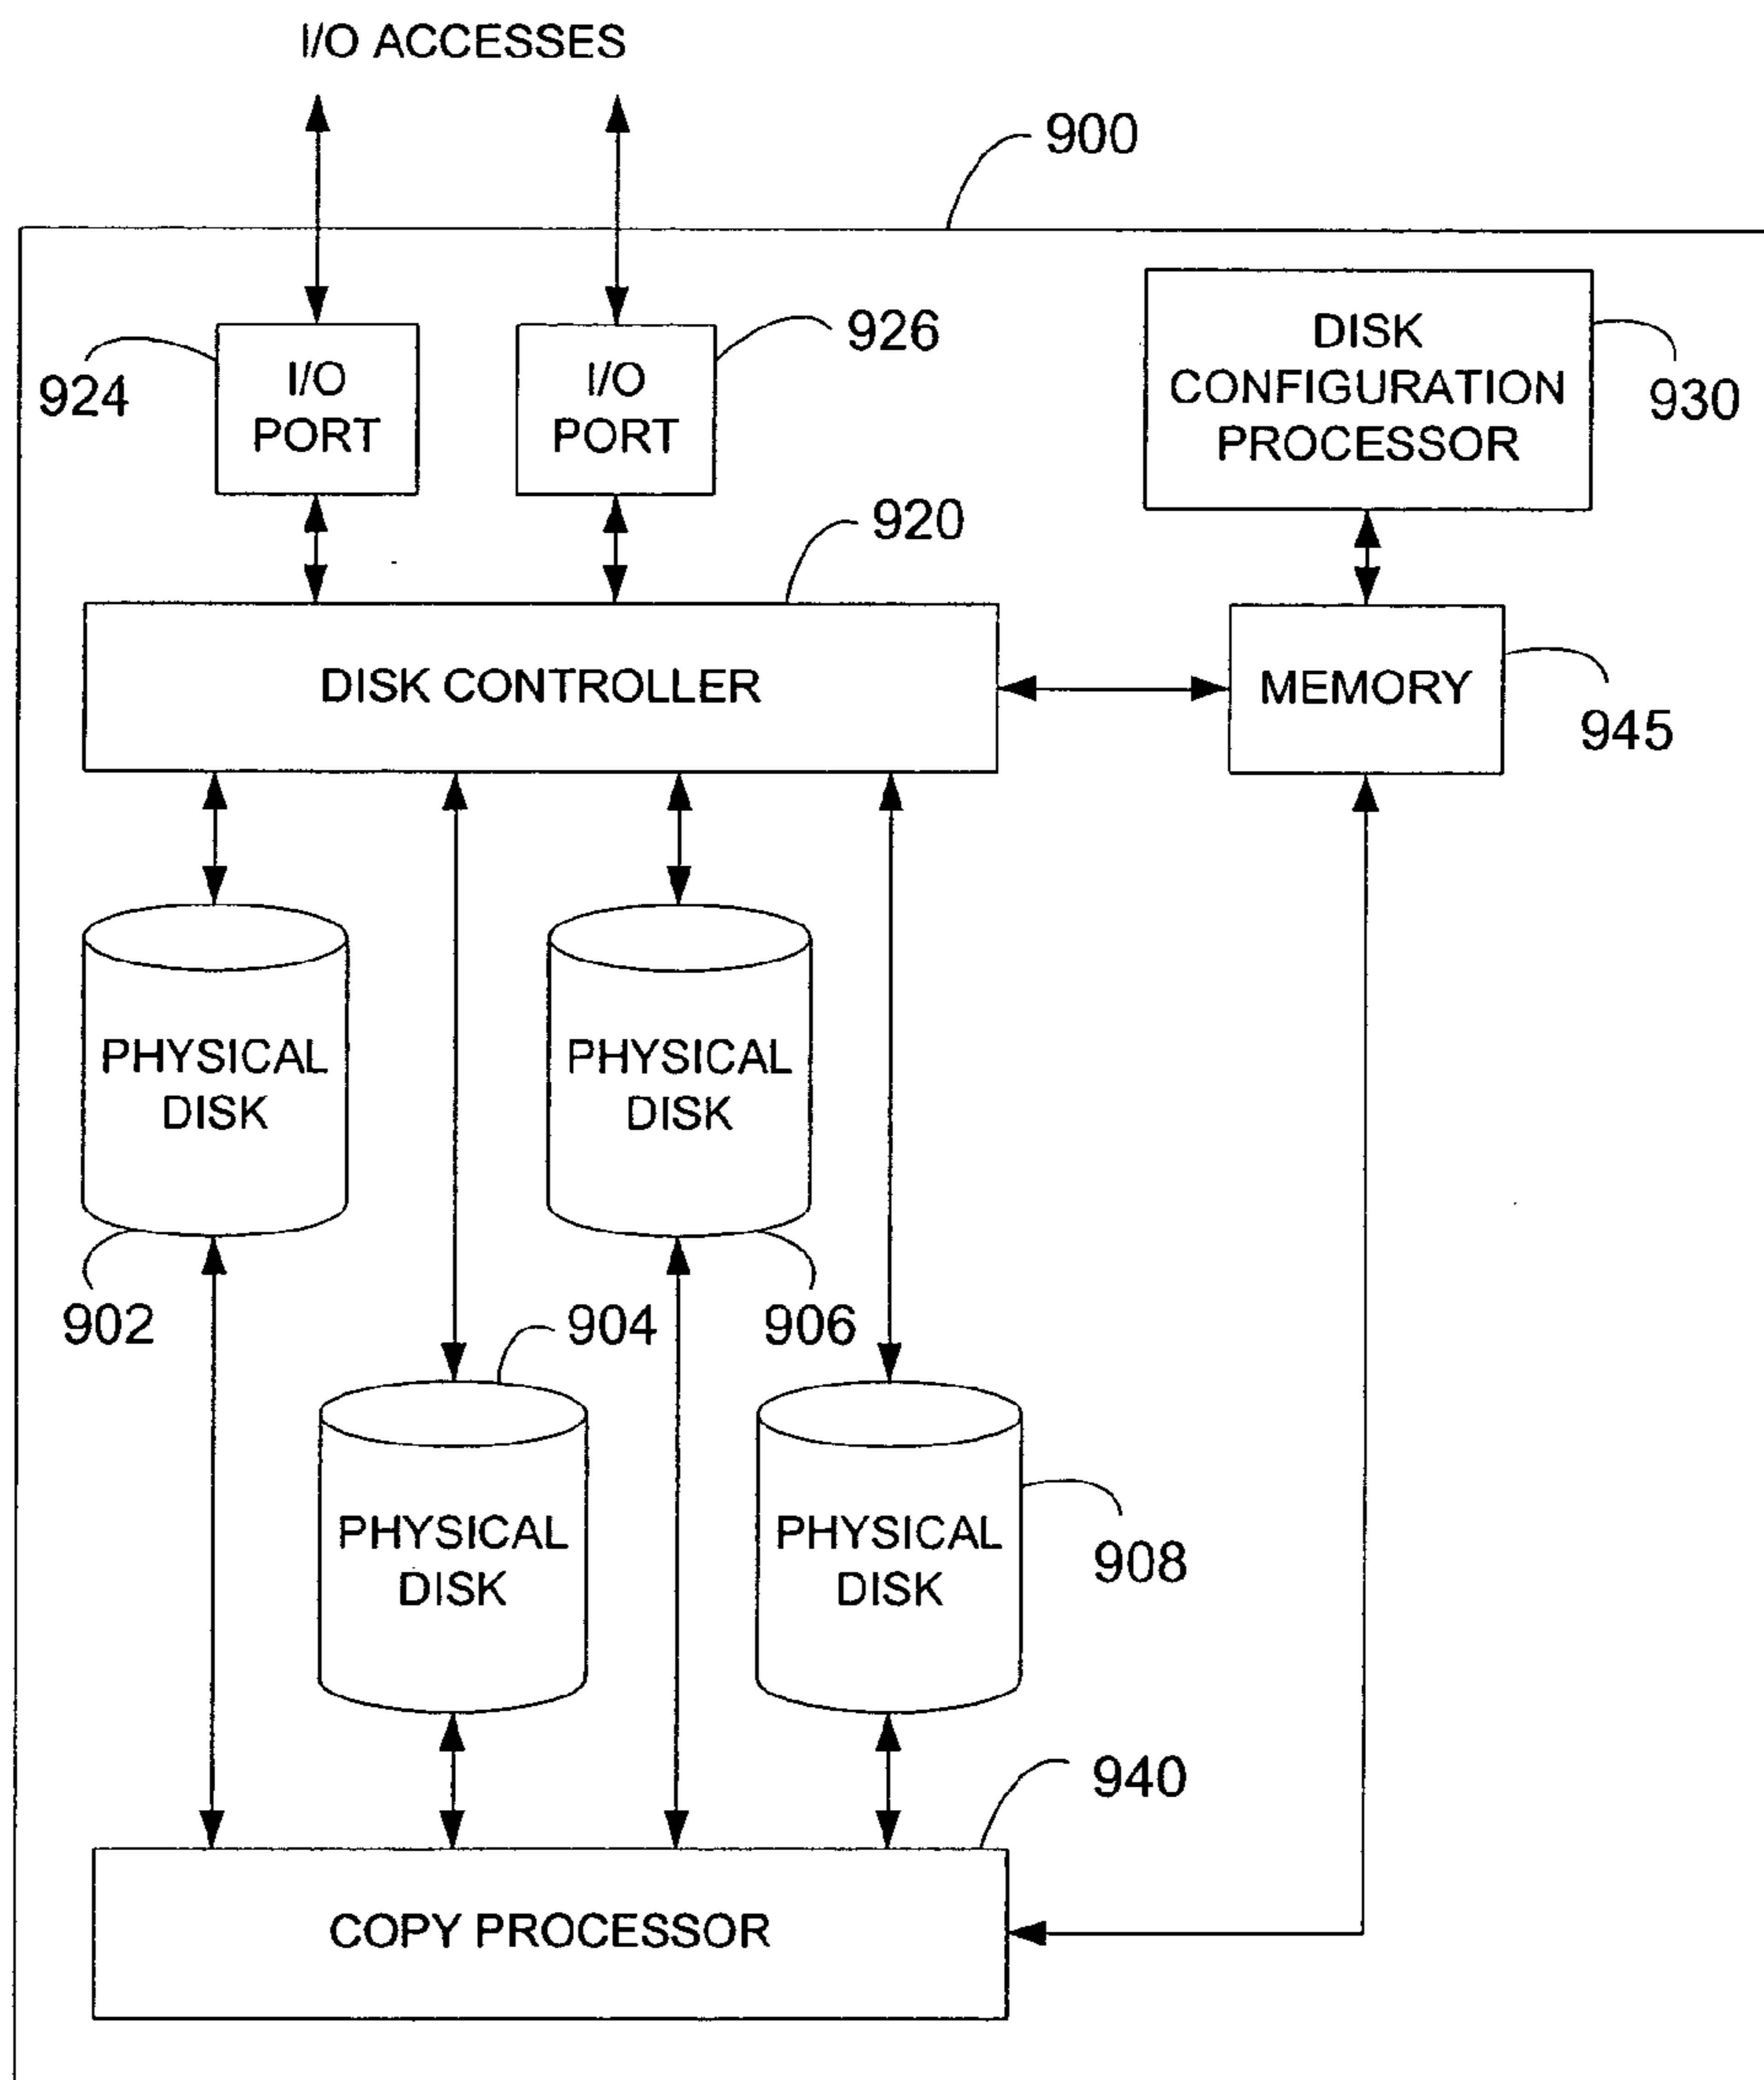 I/O ACCESSES
900
924
I/O
PORT
926
I/O
PORT
DISK
CONFIGURATION
PROCESSOR
930
920
DISK CONTROLLER
MEMORY
945
PHYSICAL
DISK
902
PHYSICAL
DISK
906
904
PHYSICAL
DISK
PHYSICAL
DISK
908
940
COPY PROCESSOR